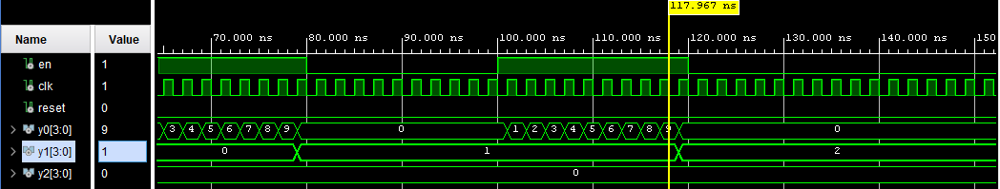 117.967 ns
Name Value 70.000 ns 80.000 ns 90.000 ns 100.000 ns 110.000 ns 120.000 ns 130.000 ns 140.000 ns 150
en 1
clk 1
reset 0
y0[3:0] 9 3 4 5 6 7 8 9 0 1 2 3 4 5 6 7 8 9 0
y1[3:0] 1 0 1 2
y2[3:0] 0 0